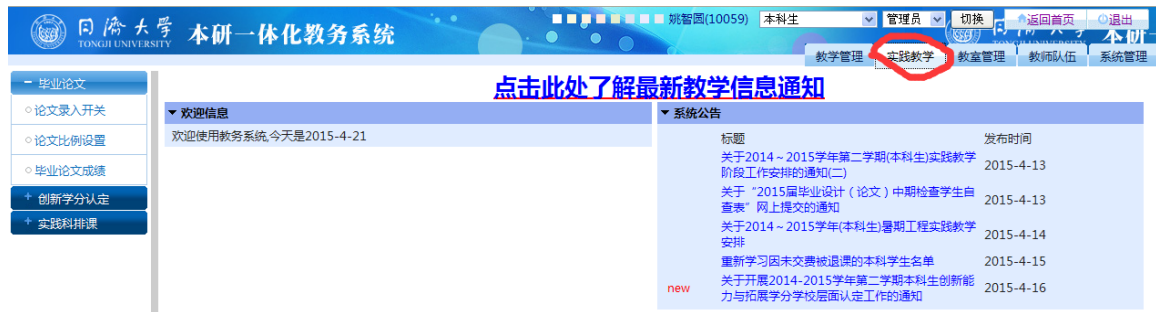 同濟大学
TONGJI UNIVERSITY
本研一体化教务系统
姚智圆(10059) 本科生 管理员 切换 返回首页 退出
本研一
教学管理 实践教学 教室管理 教师队伍 系统管理
毕业论文
论文录入开关
论文比例设置
毕业论文成绩
创新学分认定
实践科排课
点击此处了解最新教学信息通知
欢迎信息
欢迎使用教务系统,今天是2015-4-21
系统公告
标题 发布时间
关于2014～2015学年第二学期(本科生)实践教学
阶段工作安排的通知(二) 2015-4-13
关于“2015届毕业设计（论文）中期检查学生自
查表”网上提交的通知 2015-4-13
关于2014～2015学年(本科生)暑期工程实践教学
安排 2015-4-14
重新学习因未交费被退课的本科学生名单 2015-4-15
new 关于开展2014-2015学年第二学期本科生创新能
力与拓展学分学校层面认定工作的通知 2015-4-16